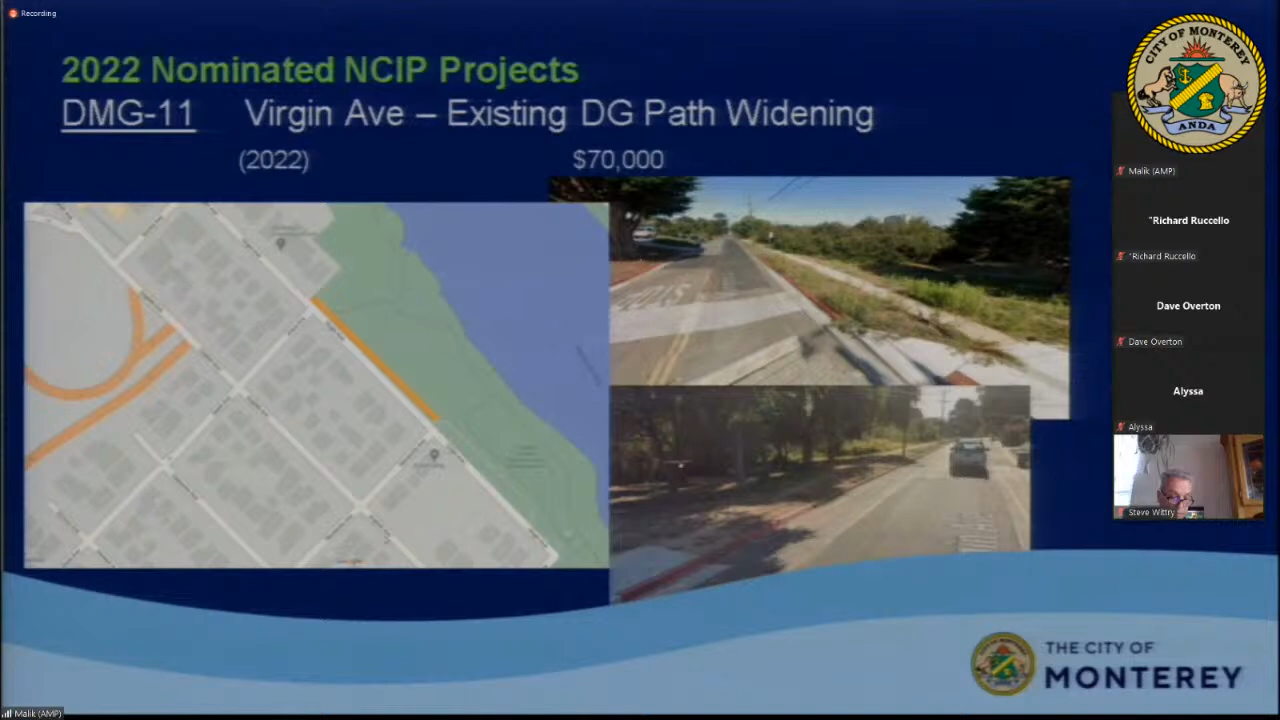 Recording
2022 Nominated NCIP Projects
DMG-11 Virgin Ave – Existing DG Path Widening
(2022) $70,000
CITY OF MONTEREY
ANDA
Malik (AMP)
"Richard Ruccello
"Richard Ruccello
Dave Overton
Dave Overton
Alyssa
Alyssa
Steve Wittry
THE CITY OF
MONTEREY
Malik (AMP)